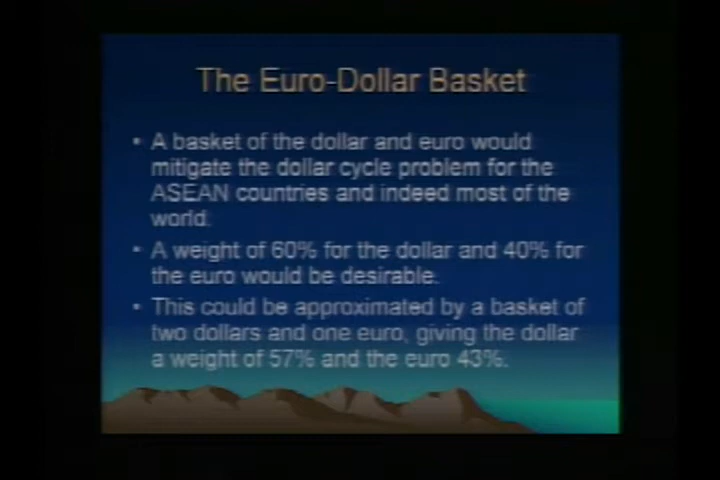 The Euro-Dollar Basket
• A basket of the dollar and euro would
mitigate the dollar cycle problem for the
ASEAN countries and indeed most of the
world.
• A weight of 60% for the dollar and 40% for
the euro would be desirable.
• This could be approximated by a basket of
two dollars and one euro, giving the dollar
a weight of 57% and the euro 43%.